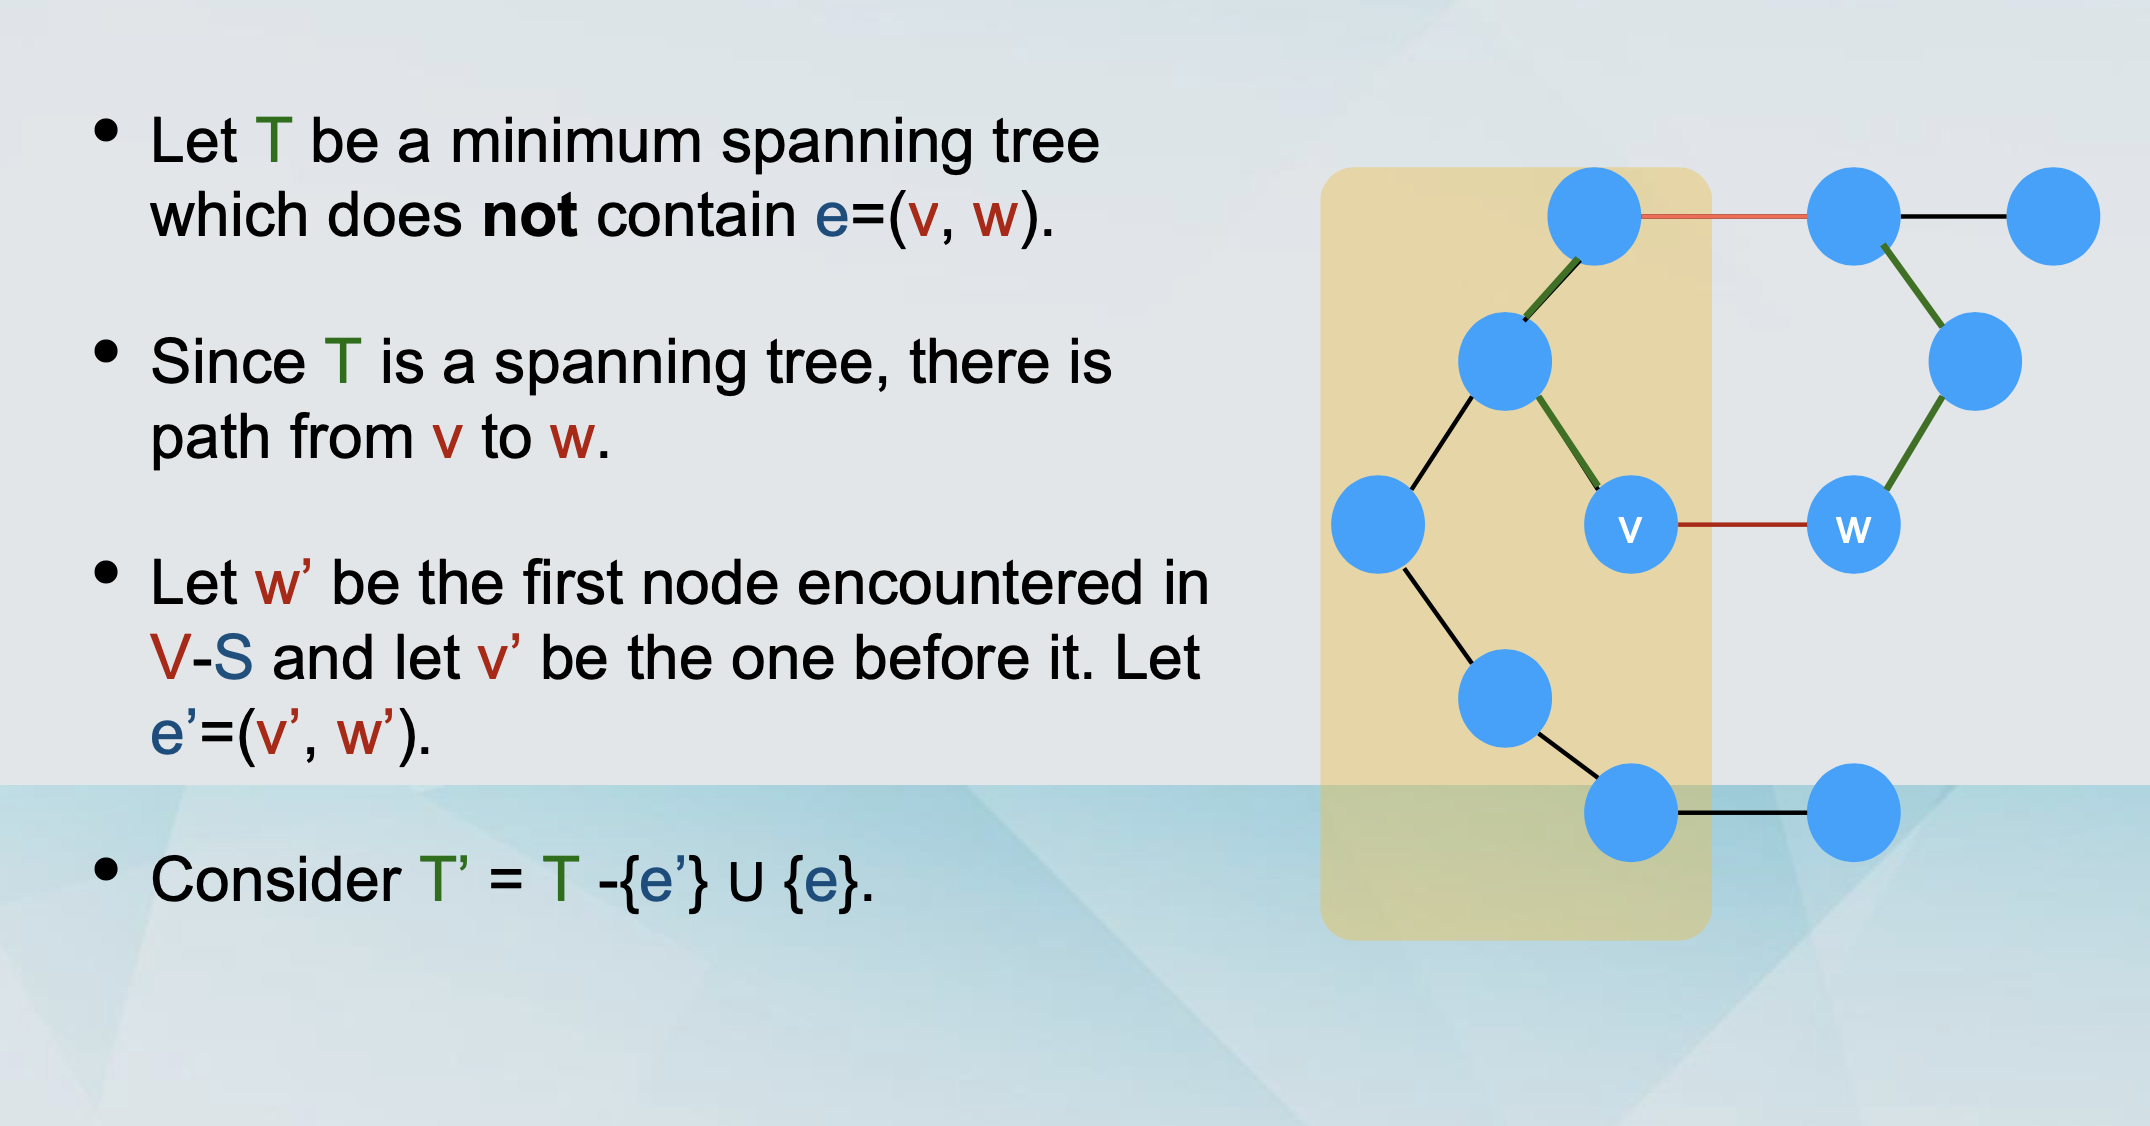 • Let T be a minimum spanning tree
which does not contain e=(v, w).
• Since T is a spanning tree, there is
path from v to w.
• Let w’ be the first node encountered in
V-S and let v’ be the one before it. Let
e’=(v’, w’).
• Consider T’ = T -{e’} ∪ {e}.
v
w